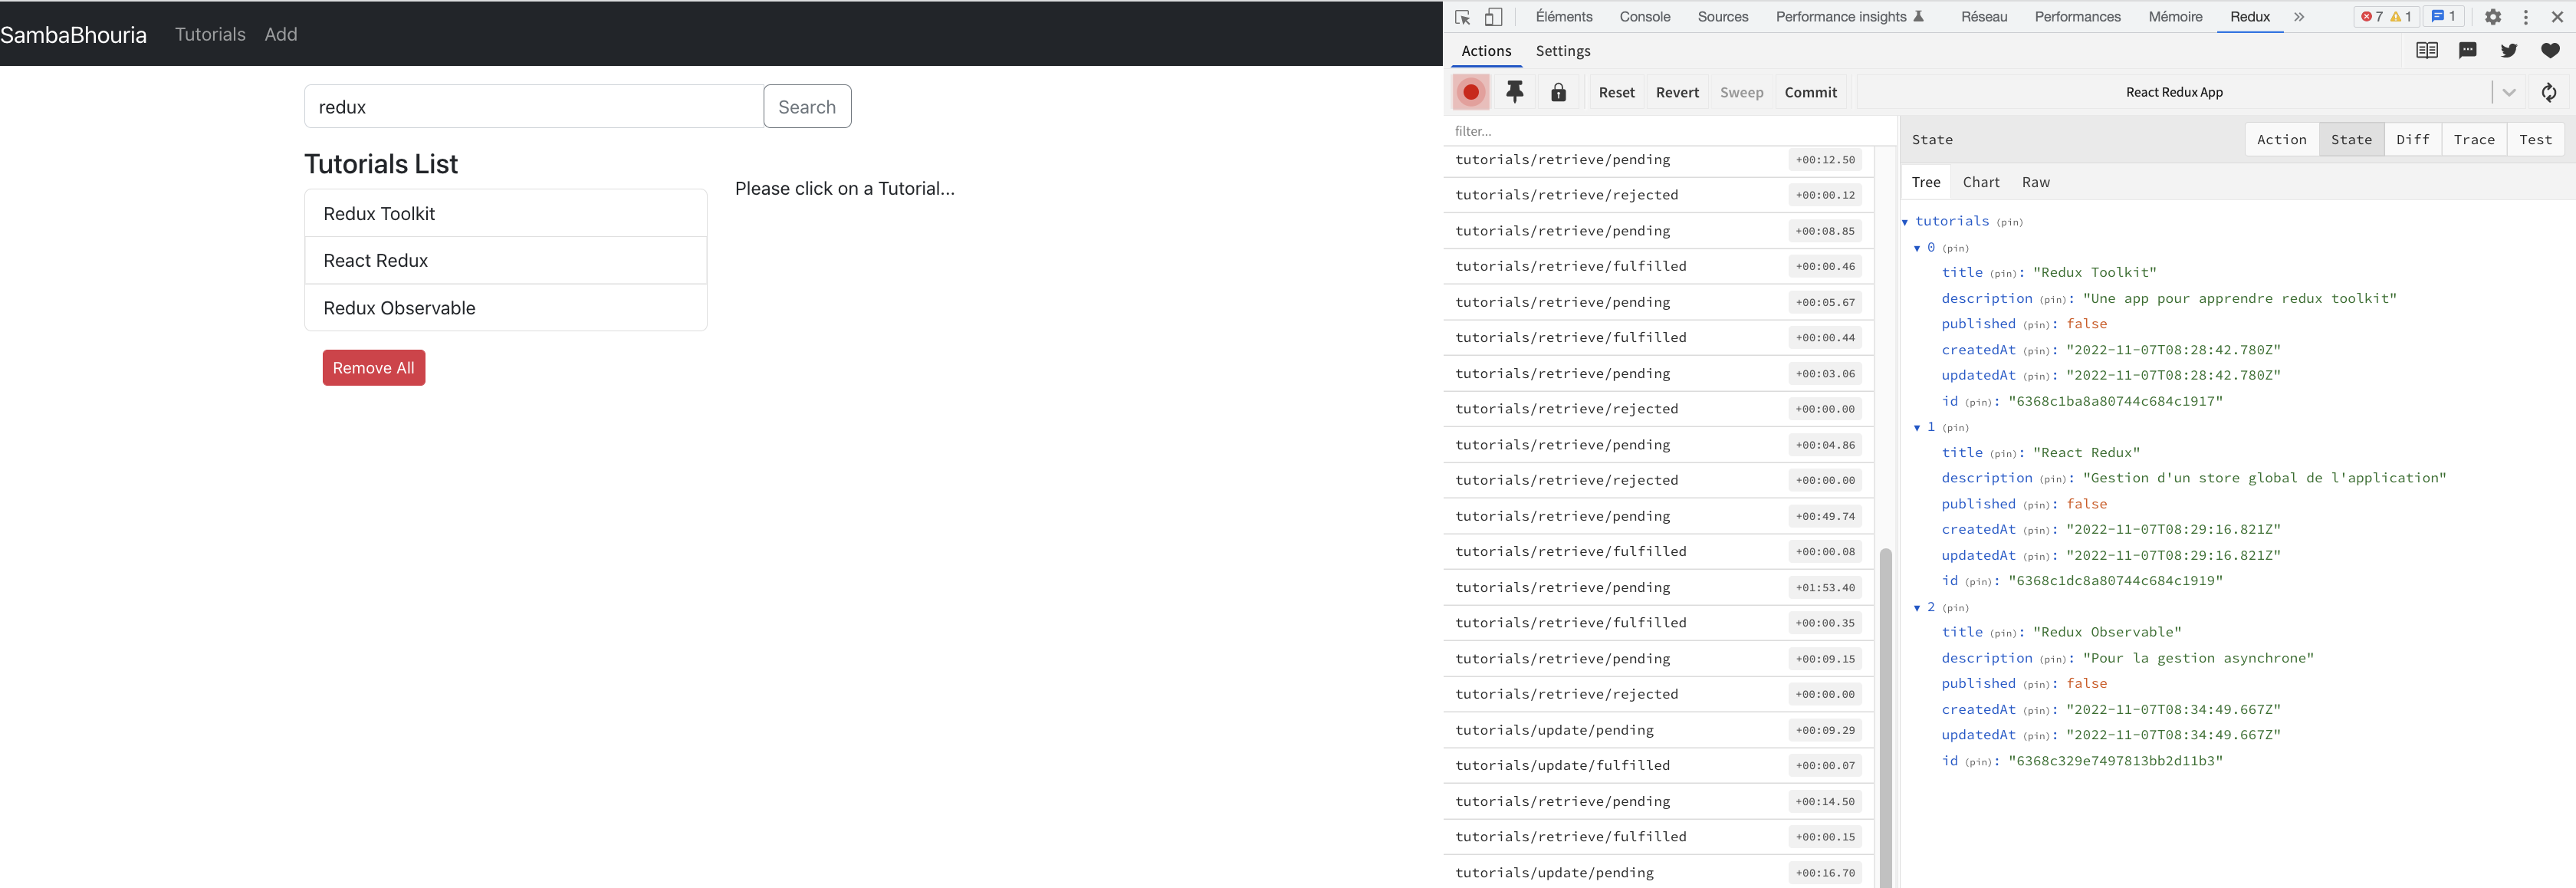 SambaBhouria Tutorials Add
redux Search
Tutorials List
Redux Toolkit
React Redux
Redux Observable
Remove All
Please click on a Tutorial...
Éléments Console Sources Performance insights Réseau Performances Mémoire Redux 7 1 1
Actions Settings
Reset Revert Sweep Commit React Redux App
filter...
tutorials/retrieve/pending +00:12.50
tutorials/retrieve/rejected +00:00.12
tutorials/retrieve/pending +00:08.85
tutorials/retrieve/fulfilled +00:00.46
tutorials/retrieve/pending +00:05.67
tutorials/retrieve/fulfilled +00:00.44
tutorials/retrieve/pending +00:03.06
tutorials/retrieve/rejected +00:00.00
tutorials/retrieve/pending +00:04.86
tutorials/retrieve/rejected +00:00.00
tutorials/retrieve/pending +00:49.74
tutorials/retrieve/fulfilled +00:00.08
tutorials/retrieve/pending +01:53.40
tutorials/retrieve/fulfilled +00:00.35
tutorials/retrieve/pending +00:09.15
tutorials/retrieve/rejected +00:00.00
tutorials/update/pending +00:09.29
tutorials/update/fulfilled +00:00.07
tutorials/retrieve/pending +00:14.50
tutorials/retrieve/fulfilled +00:00.15
tutorials/update/pending +00:16.70
State Action State Diff Trace Test
Tree Chart Raw
tutorials (pin)
0 (pin)
title (pin): "Redux Toolkit"
description (pin): "Une app pour apprendre redux toolkit"
published (pin): false
createdAt (pin): "2022-11-07T08:28:42.780Z"
updatedAt (pin): "2022-11-07T08:28:42.780Z"
id (pin): "6368c1ba8a80744c684c1917"
1 (pin)
title (pin): "React Redux"
description (pin): "Gestion d'un store global de l'application"
published (pin): false
createdAt (pin): "2022-11-07T08:29:16.821Z"
updatedAt (pin): "2022-11-07T08:29:16.821Z"
id (pin): "6368c1dc8a80744c684c1919"
2 (pin)
title (pin): "Redux Observable"
description (pin): "Pour la gestion asynchrone"
published (pin): false
createdAt (pin): "2022-11-07T08:34:49.667Z"
updatedAt (pin): "2022-11-07T08:34:49.667Z"
id (pin): "6368c329e7497813bb2d11b3"